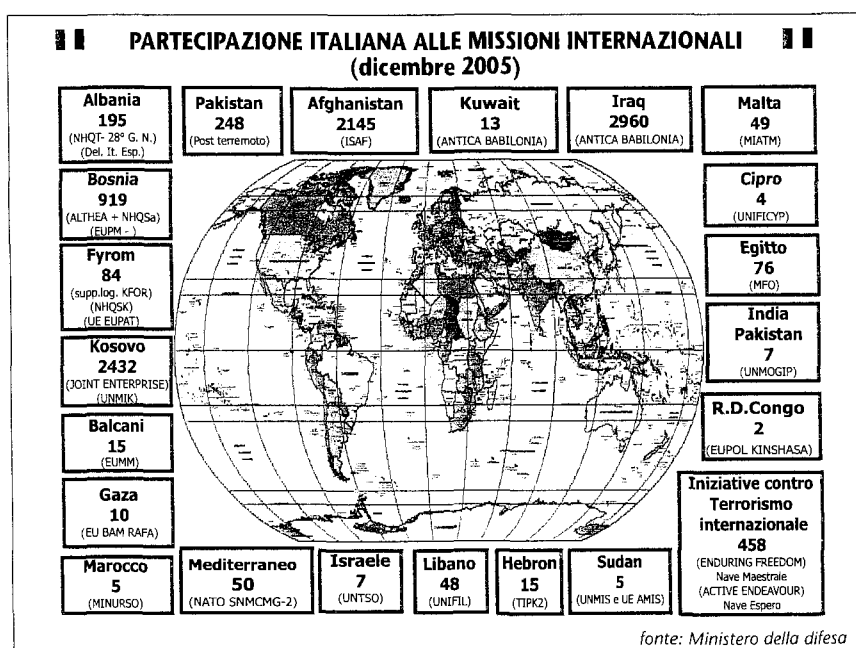 PARTECIPAZIONE ITALIANA ALLE MISSIONI INTERNAZIONALI
(dicembre 2005)
Albania
195
(NHQT- 28° G. N.)
(Del. It. Esp.)
Pakistan
248
(Post terremoto)
Afghanistan
2145
(ISAF)
Kuwait
13
(ANTICA BABILONIA)
Iraq
2960
(ANTICA BABILONIA)
Malta
49
(MIATM)
Bosnia
919
(ALTHEA + NHQSa)
(EUPM - )
Cipro
4
(UNIFICYP)
Fyrom
84
(supp.log. KFOR)
(NHQSK)
(UE EUPAT)
Egitto
76
(MFO)
India
Pakistan
7
(UNMOGIP)
Kosovo
2432
(JOINT ENTERPRISE)
(UNMIK)
R.D.Congo
2
(EUPOL KINSHASA)
Balcani
15
(EUMM)
Gaza
10
(EU BAM RAFA)
Iniziative contro
Terrorismo
internazionale
458
(ENDURING FREEDOM)
Nave Maestrale
(ACTIVE ENDEAVOUR)
Nave Espero
Marocco
5
(MINURSO)
Mediterraneo
50
(NATO SNMCMG-2)
Israele
7
(UNTSO)
Libano
48
(UNIFIL)
Hebron
15
(TIPK2)
Sudan
5
(UNMIS e UE AMIS)
fonte: Ministero della difesa